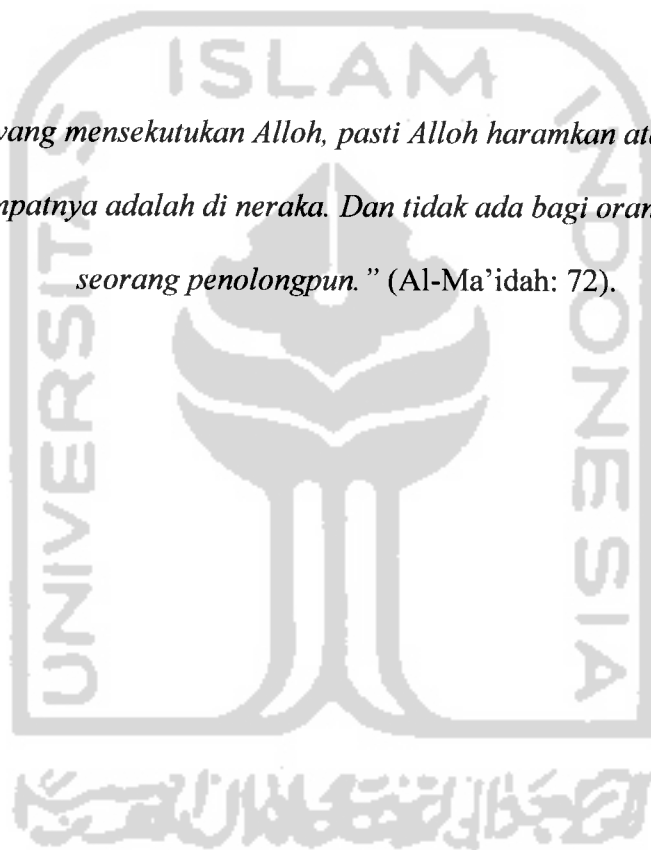 ISLAM
UNIVERSITAS
INDONESIA
yang mensekutukan Alloh, pasti Alloh haramkan
mpatnya adalah di neraka. Dan tidak ada bagi oran
seorang penolongpun." (Al-Ma'idah: 72).